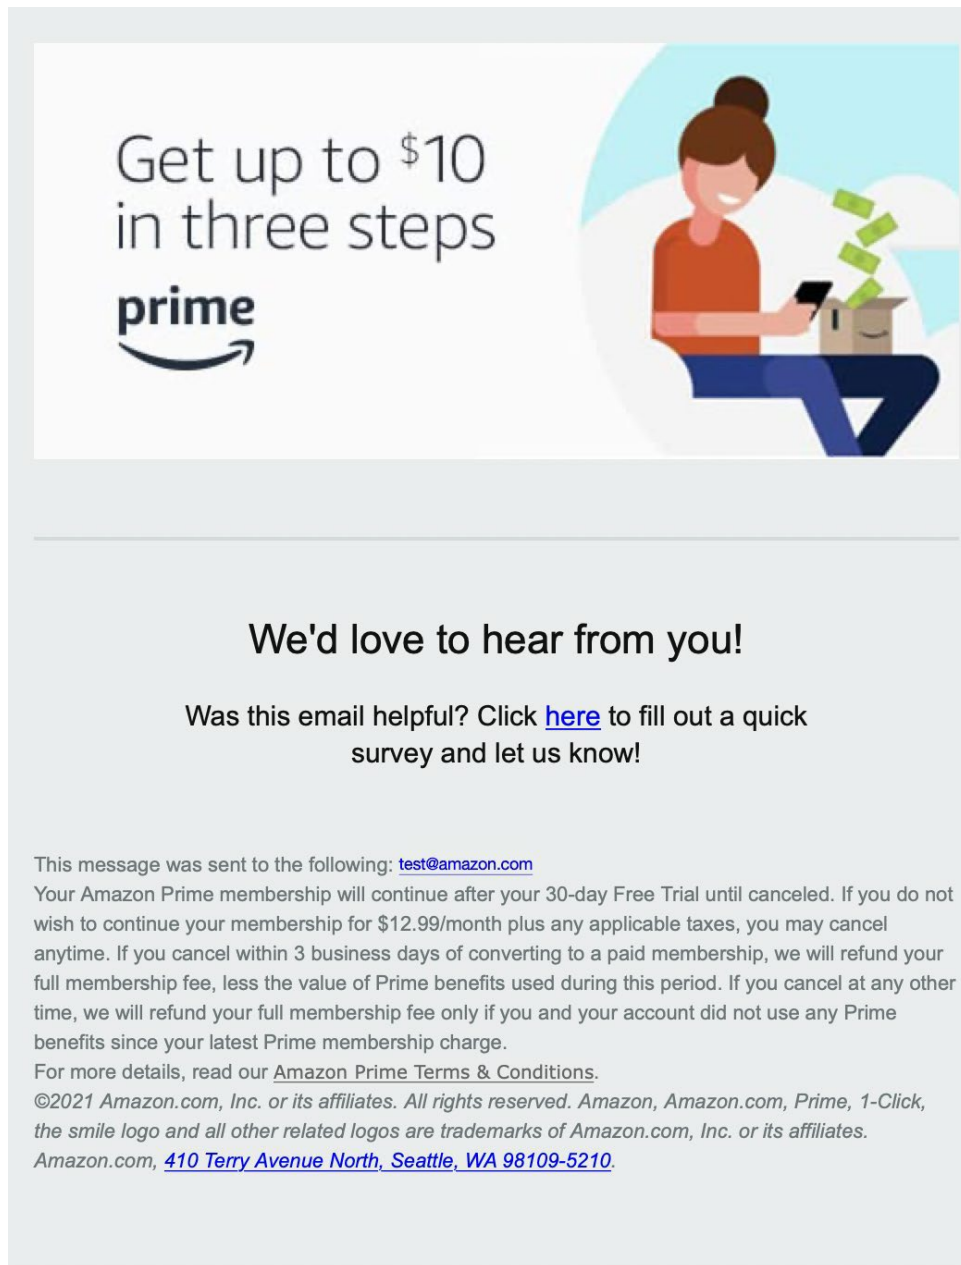 Get up to $10
in three steps
prime
We'd love to hear from you!
Was this email helpful? Click here to fill out a quick
survey and let us know!
This message was sent to the following: test@amazon.com
Your Amazon Prime membership will continue after your 30-day Free Trial until canceled. If you do not
wish to continue your membership for $12.99/month plus any applicable taxes, you may cancel
anytime. If you cancel within 3 business days of converting to a paid membership, we will refund your
full membership fee, less the value of Prime benefits used during this period. If you cancel at any other
time, we will refund your full membership fee only if you and your account did not use any Prime
benefits since your latest Prime membership charge.
For more details, read our Amazon Prime Terms & Conditions.
©2021 Amazon.com, Inc. or its affiliates. All rights reserved. Amazon, Amazon.com, Prime, 1-Click,
the smile logo and all other related logos are trademarks of Amazon.com, Inc. or its affiliates.
Amazon.com, 410 Terry Avenue North, Seattle, WA 98109-5210.